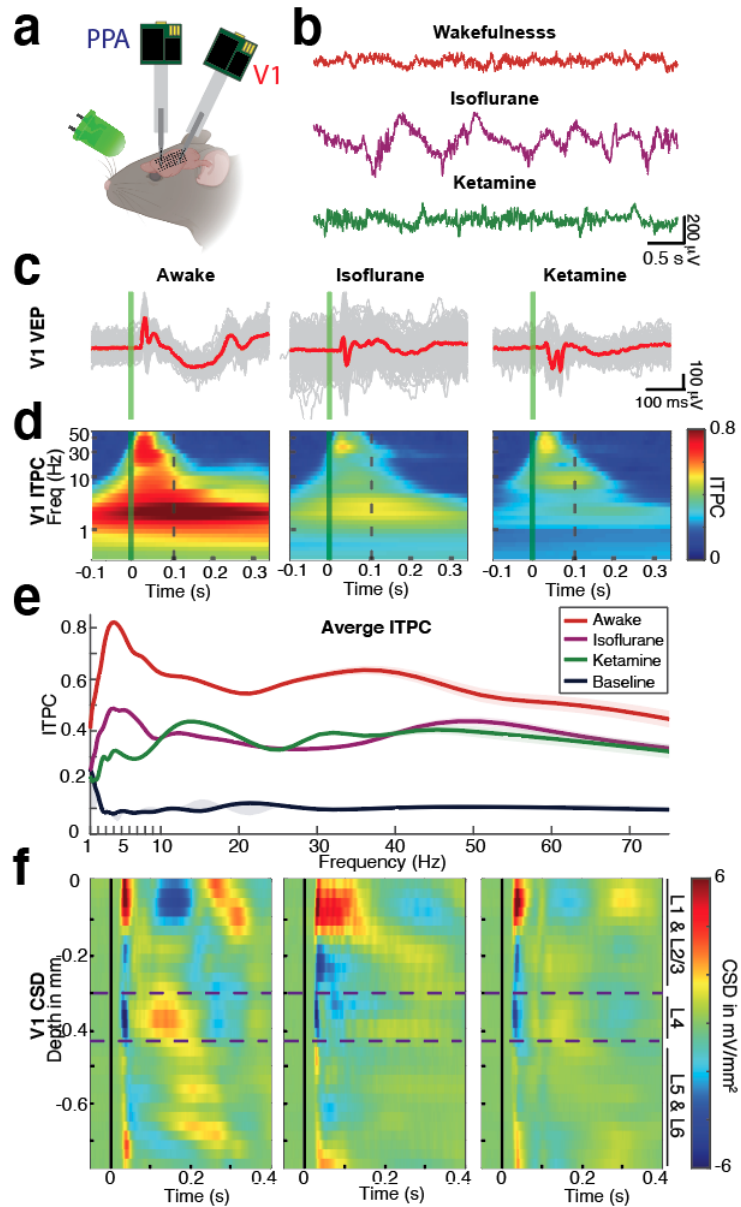 a
PPA
V1
b
Wakefulnesss
Isoflurane
Ketamine
200 µV
0.5 s
c
Awake Isoflurane Ketamine
V1 VEP
100 µV
100 ms
d
V1 ITPC
Freq (Hz)
50
30
10
1
-0.1 0 0.1 0.2 0.3
Time (s)
-0.1 0 0.1 0.2 0.3
Time (s)
-0.1 0 0.1 0.2 0.3
Time (s)
0.8
ITPC
0
e
Averge ITPC
Awake
Isoflurane
Ketamine
Baseline
ITPC
0.8
0.6
0.4
0.2
0
1 5 10 20 30 40 50 60 70
Frequency (Hz)
f
V1 CSD
Depth in mm
0
-0.2
-0.4
-0.6
0 0.2 0.4
Time (s)
0 0.2 0.4
Time (s)
0 0.2 0.4
Time (s)
L1 & L2/3
L4
L5 & L6
6
CSD in mV/mm²
-6